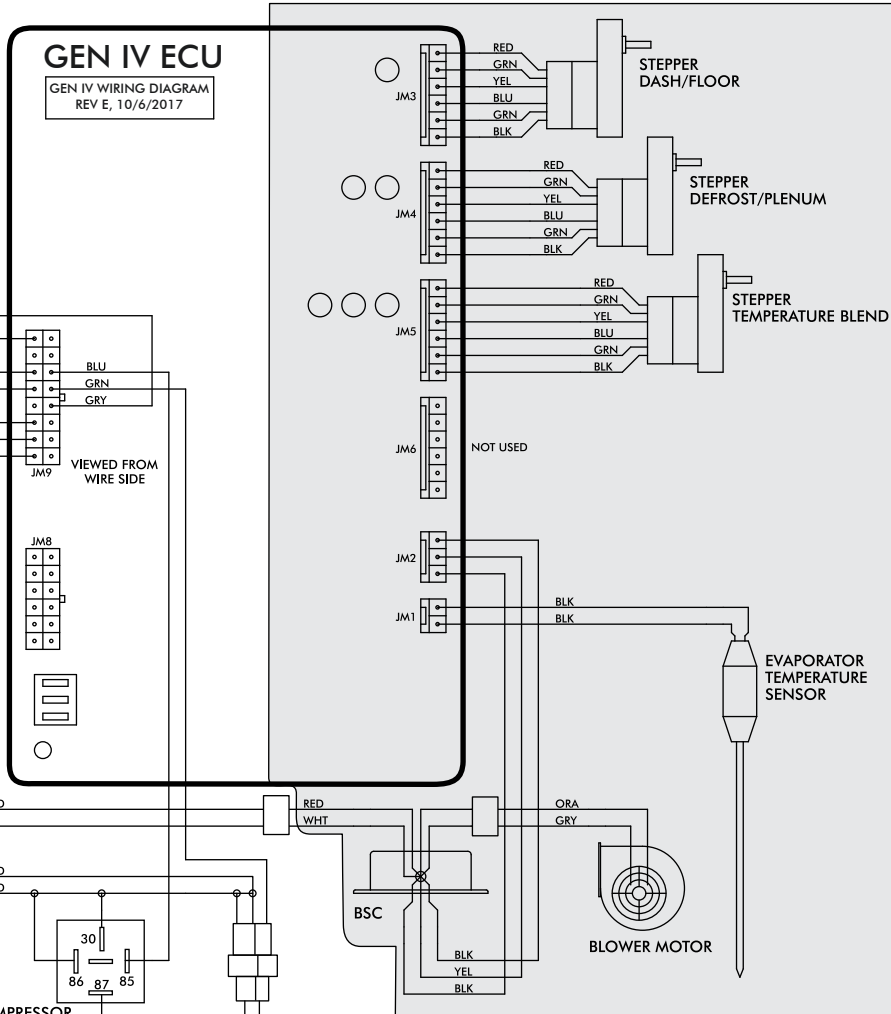 GEN IV ECU
GEN IV WIRING DIAGRAM
REV E, 10/6/2017
JM3
RED
GRN
YEL
BLU
GRN
BLK
STEPPER
DASH/FLOOR
JM4
RED
GRN
YEL
BLU
GRN
BLK
STEPPER
DEFROST/PLENUM
JM5
RED
GRN
YEL
BLU
GRN
BLK
STEPPER
TEMPERATURE BLEND
BLU
GRN
GRY
JM9
VIEWED FROM
WIRE SIDE
JM6
NOT USED
JM8
JM2
JM1
BLK
BLK
EVAPORATOR
TEMPERATURE
SENSOR
RED
WHT
ORA
GRY
BSC
BLOWER MOTOR
BLK
YEL
BLK
30
86
87
85